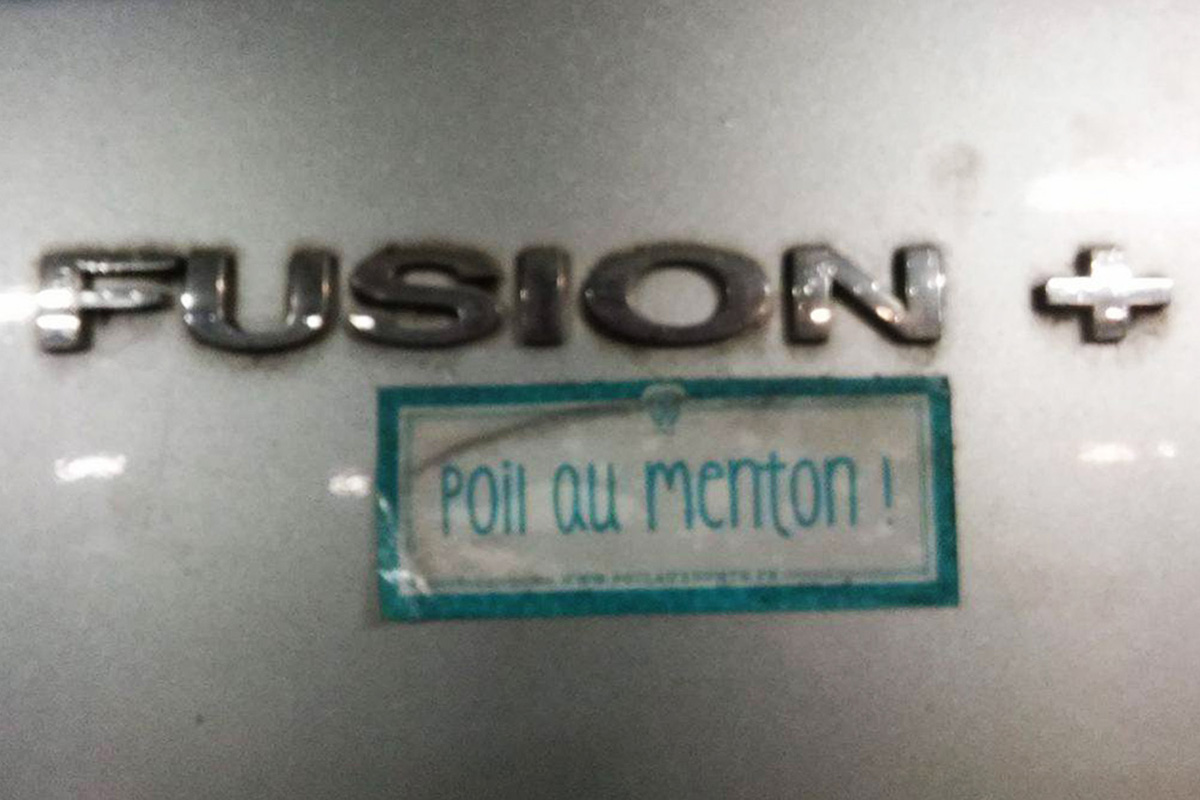 FUSION +
Poil au menton !